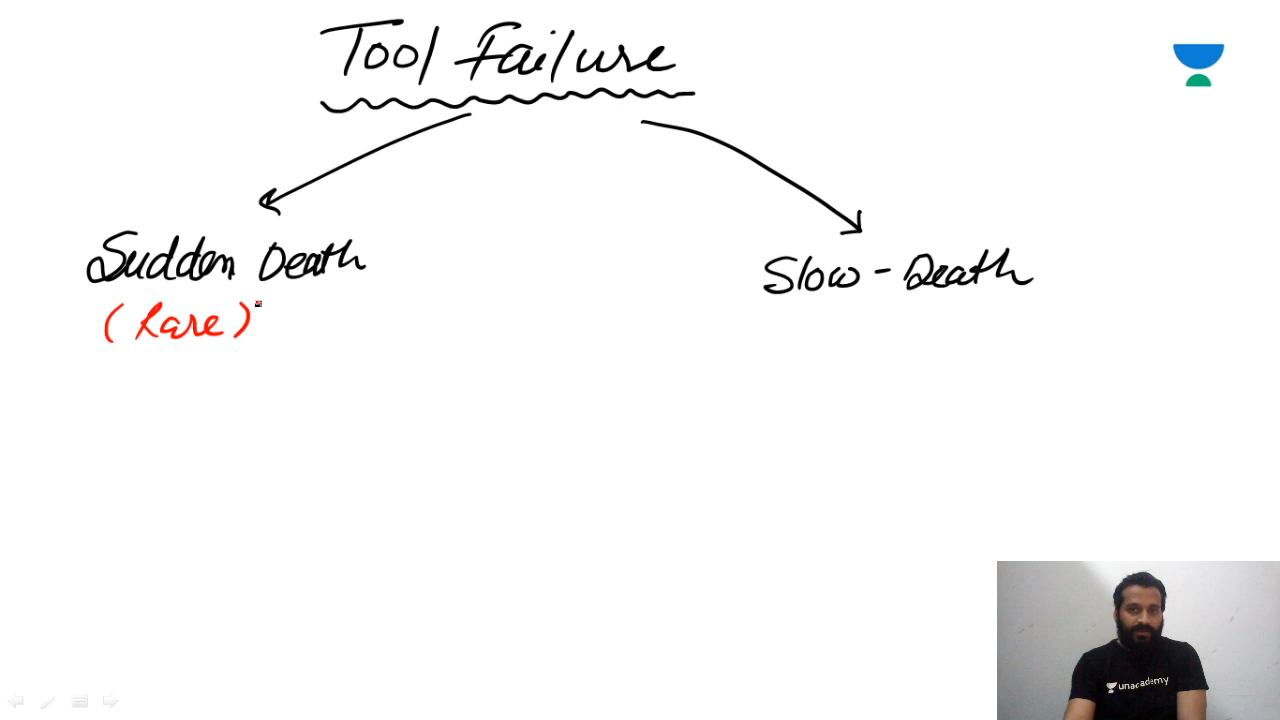 Tool Failure
Sudden Death
(Rare)
Slow-Death
unacademy